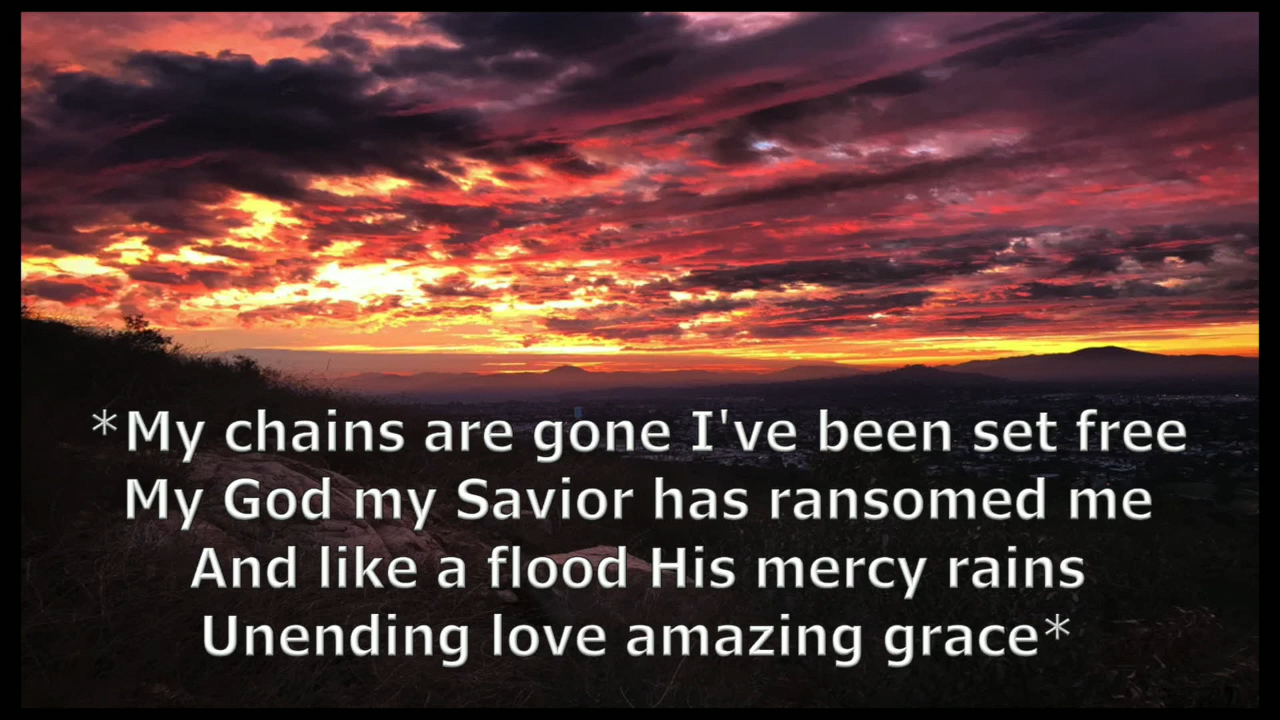 *My chains are gone I've been set free
My God my Savior has ransomed me
And like a flood His mercy rains
Unending love amazing grace*